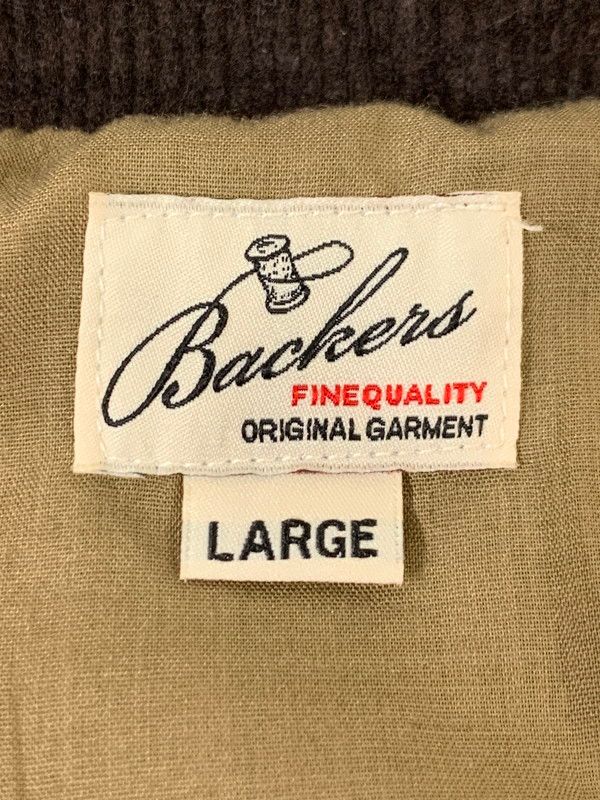 Backers
FINEQUALITY
ORIGINAL GARMENT
LARGE